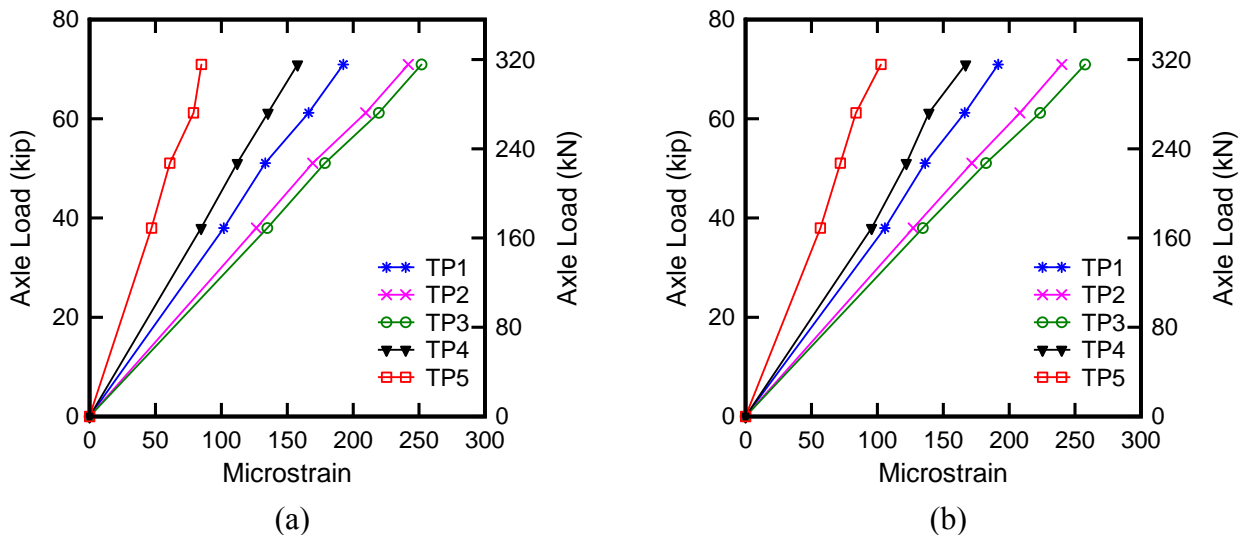 80
60
40
20
0
Axle Load (kip)
320
240
160
80
0
Axle Load (kN)
TP1
TP2
TP3
TP4
TP5
0 50 100 150 200 250 300
Microstrain
(a)
80
60
40
20
0
Axle Load (kip)
320
240
160
80
0
Axle Load (kN)
TP1
TP2
TP3
TP4
TP5
0 50 100 150 200 250 300
Microstrain
(b)